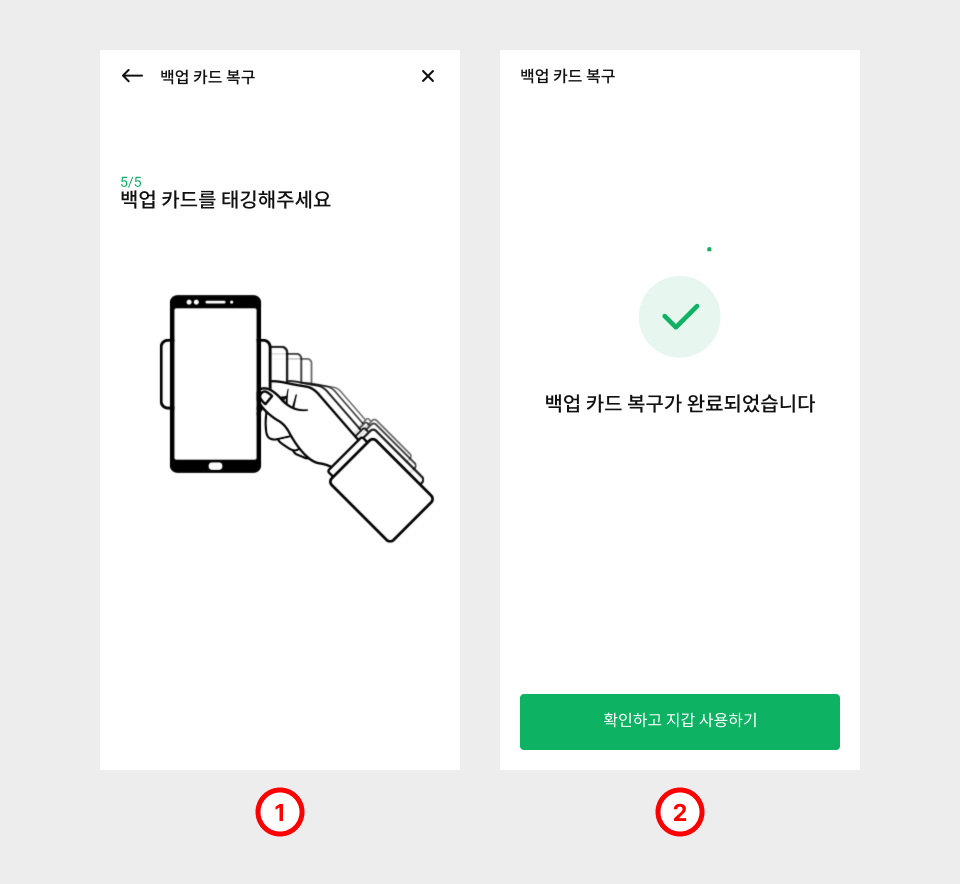 백업 카드 복구
5/5
백업 카드를 태깅해주세요
1
백업 카드 복구
백업 카드 복구가 완료되었습니다
확인하고 지갑 사용하기
2